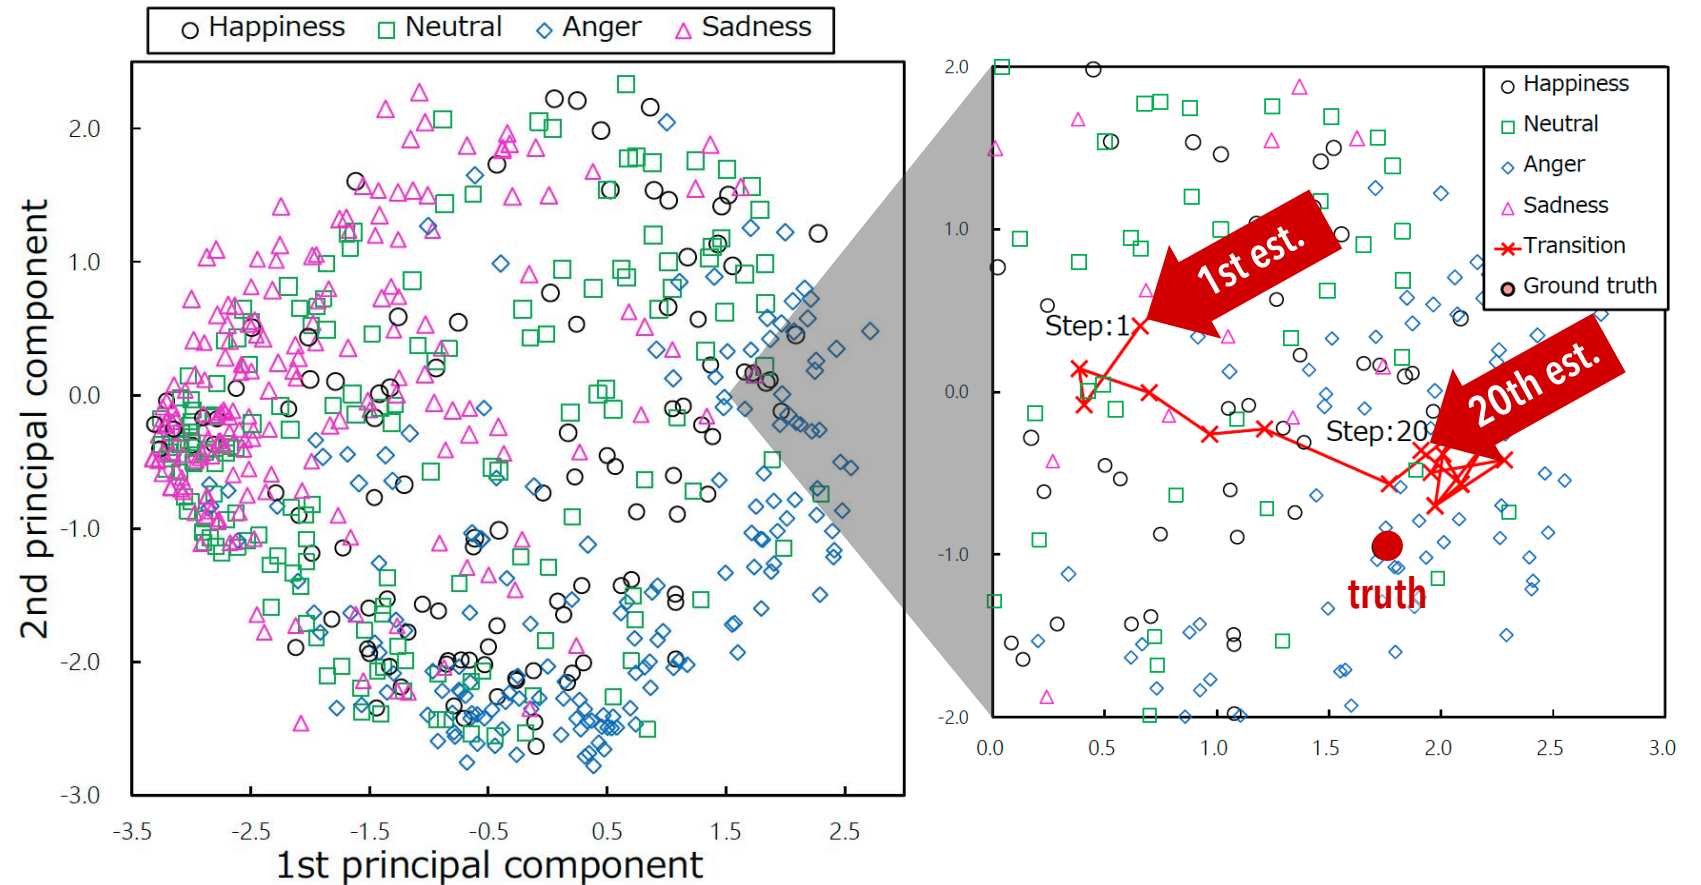 Happiness Neutral Anger Sadness
2nd principal component
2.0
1.0
0.0
-1.0
-2.0
-3.0
-3.5 -2.5 -1.5 -0.5 0.5 1.5 2.5
1st principal component
2.0
1.0
0.0
-1.0
-2.0
0.0 0.5 1.0 1.5 2.0 2.5 3.0
Happiness
Neutral
Anger
Sadness
Transition
Ground truth
1st est.
Step:1
20th est.
Step:20
truth